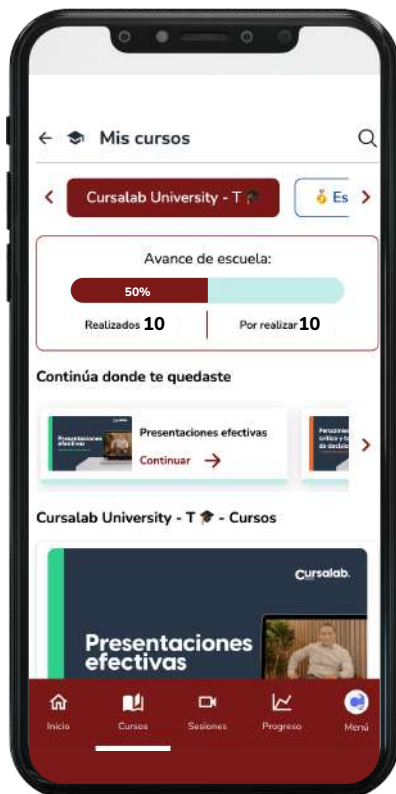 Mis cursos
Cursalab University - T
Es
Avance de escuela:
50%
Realizados 10
Por realizar 10
Continúa donde te quedaste
Presentaciones efectivas
Presentaciones efectivas
Continuar
Cursalab University - T - Cursos
Cursalab.
Presentaciones
efectivas
Inicio
Cursos
Sesiones
Progreso
Menú